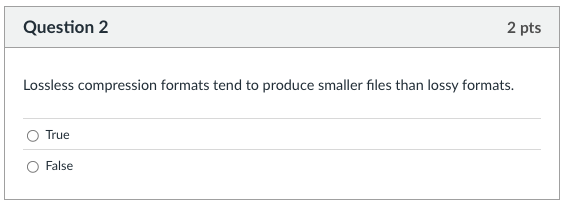 Question 2
2 pts
Lossless compression formats tend to produce smaller files than lossy formats.
True
False